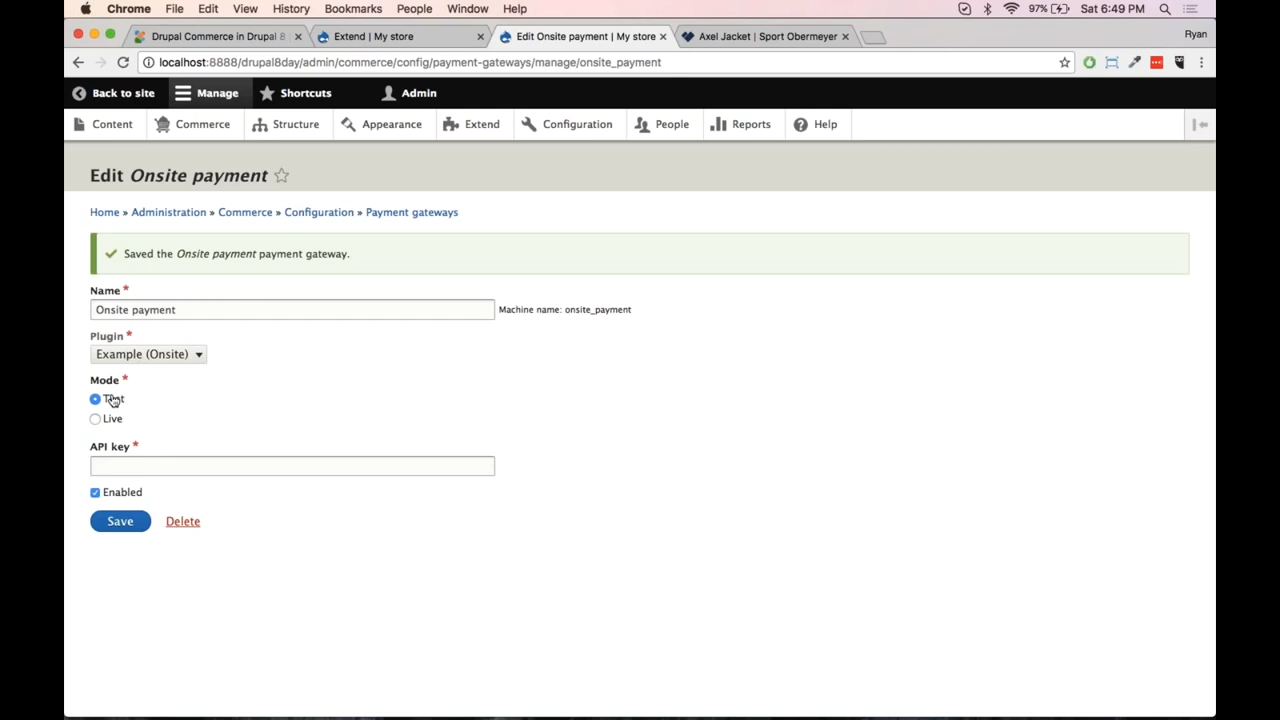 Chrome File Edit View History Bookmarks People Window Help 97% Sat 6:49 PM
Drupal Commerce in Drupal 8 Extend | My store Edit Onsite payment | My store Axel Jacket | Sport Obermeyer Ryan
localhost:8888/drupal8day/admin/commerce/config/payment-gateways/manage/onsite_payment
Back to site Manage Shortcuts Admin
Content Commerce Structure Appearance Extend Configuration People Reports Help
Edit Onsite payment
Home » Administration » Commerce » Configuration » Payment gateways
Saved the Onsite payment payment gateway.
Name *
Onsite payment Machine name: onsite_payment
Plugin *
Example (Onsite)
Mode *
Test
Live
API key *
Enabled
Save Delete